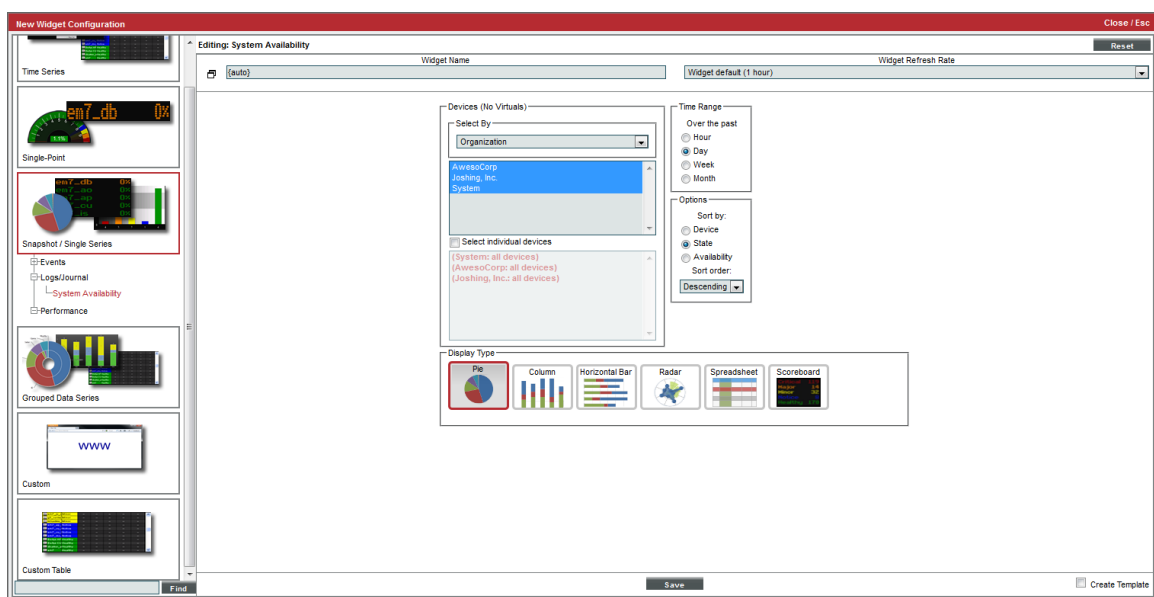 New Widget Configuration
Close / Esc
Time Series
em7_db 0%
1.1%
Single-Point
em7_db 0%
Snapshot / Single Series
Events
Logs/Journal
System Availability
Performance
Grouped Data Series
www
Custom
Custom Table
Find
Editing: System Availability
Reset
Widget Name
Widget Refresh Rate
{auto}
Widget default (1 hour)
Devices (No Virtuals)
Select By
Organization
AwesoCorp
Joshing, Inc.
System
Select individual devices
(System: all devices)
(AwesoCorp: all devices)
(Joshing, Inc.: all devices)
Time Range
Over the past
Hour
Day
Week
Month
Options
Sort by:
Device
State
Availability
Sort order:
Descending
Display Type
Pie
Column
Horizontal Bar
Radar
Spreadsheet
Scoreboard
Save
Create Template